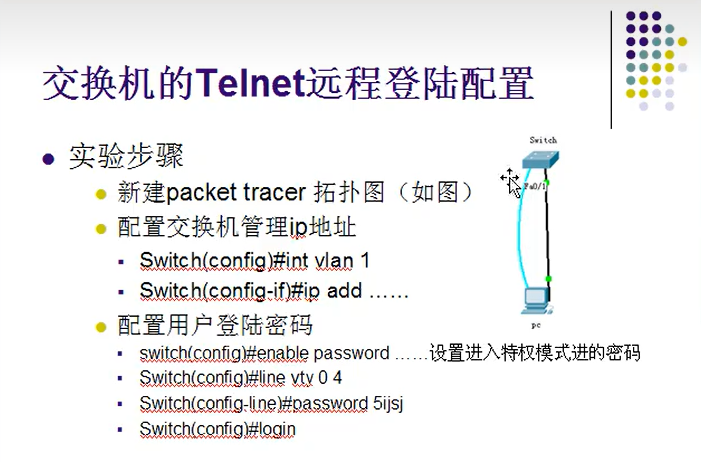 交换机的Telnet远程登陆配置
实验步骤
新建packet tracer 拓扑图（如图）
配置交换机管理ip地址
Switch(config)#int vlan 1
Switch(config-if)#ip add ……
配置用户登陆密码
switch(config)#enable password ……设置进入特权模式进的密码
Switch(config)#line vty 0 4
Switch(config-line)#password 5ijsj
Switch(config)#login
Switch
Fa0/1
pc